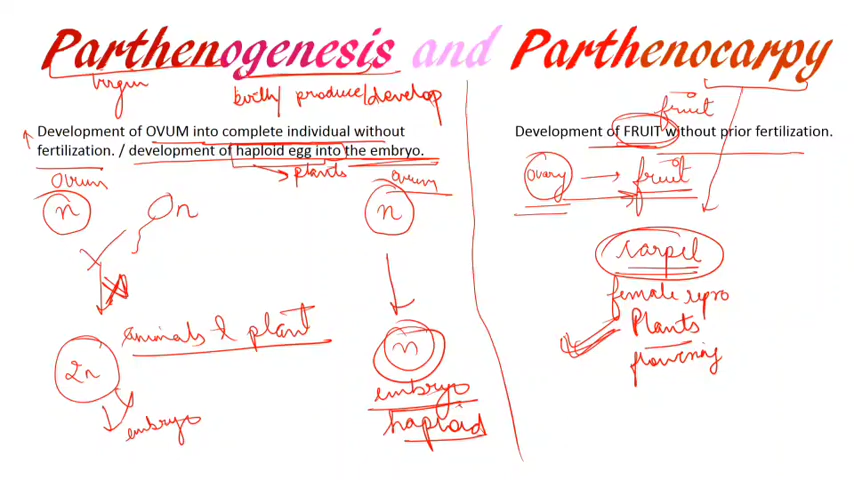 Parthenogenesis and Parthenocarpy
virgin
birth/ produce/develop
Development of OVUM into complete individual without
fertilization. / development of haploid egg into the embryo.
plants
ovum
n
n
animals & plant
2n
embryo
ovum
n
n
embryo
haploid
fruit
Development of FRUIT without prior fertilization.
ovary → fruit
carpel
female repro
Plants
flowering